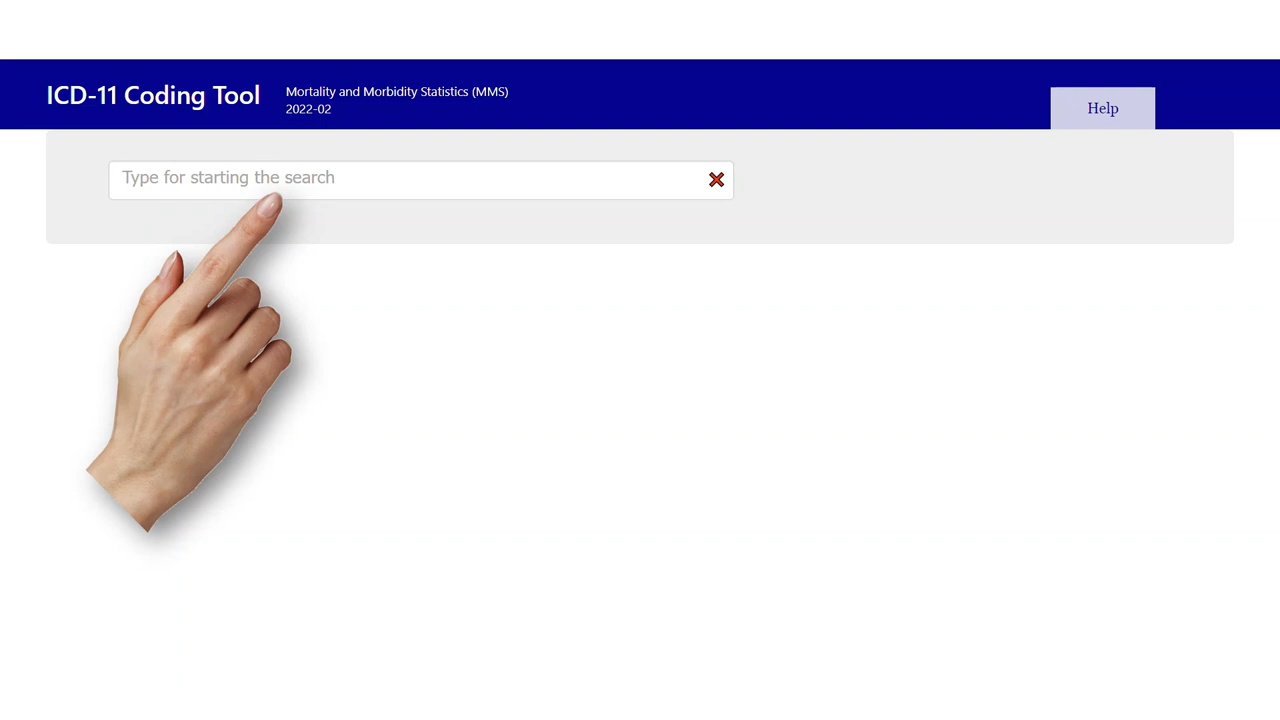 ICD-11 Coding Tool
Mortality and Morbidity Statistics (MMS)
2022-02
Help
Type for starting the search